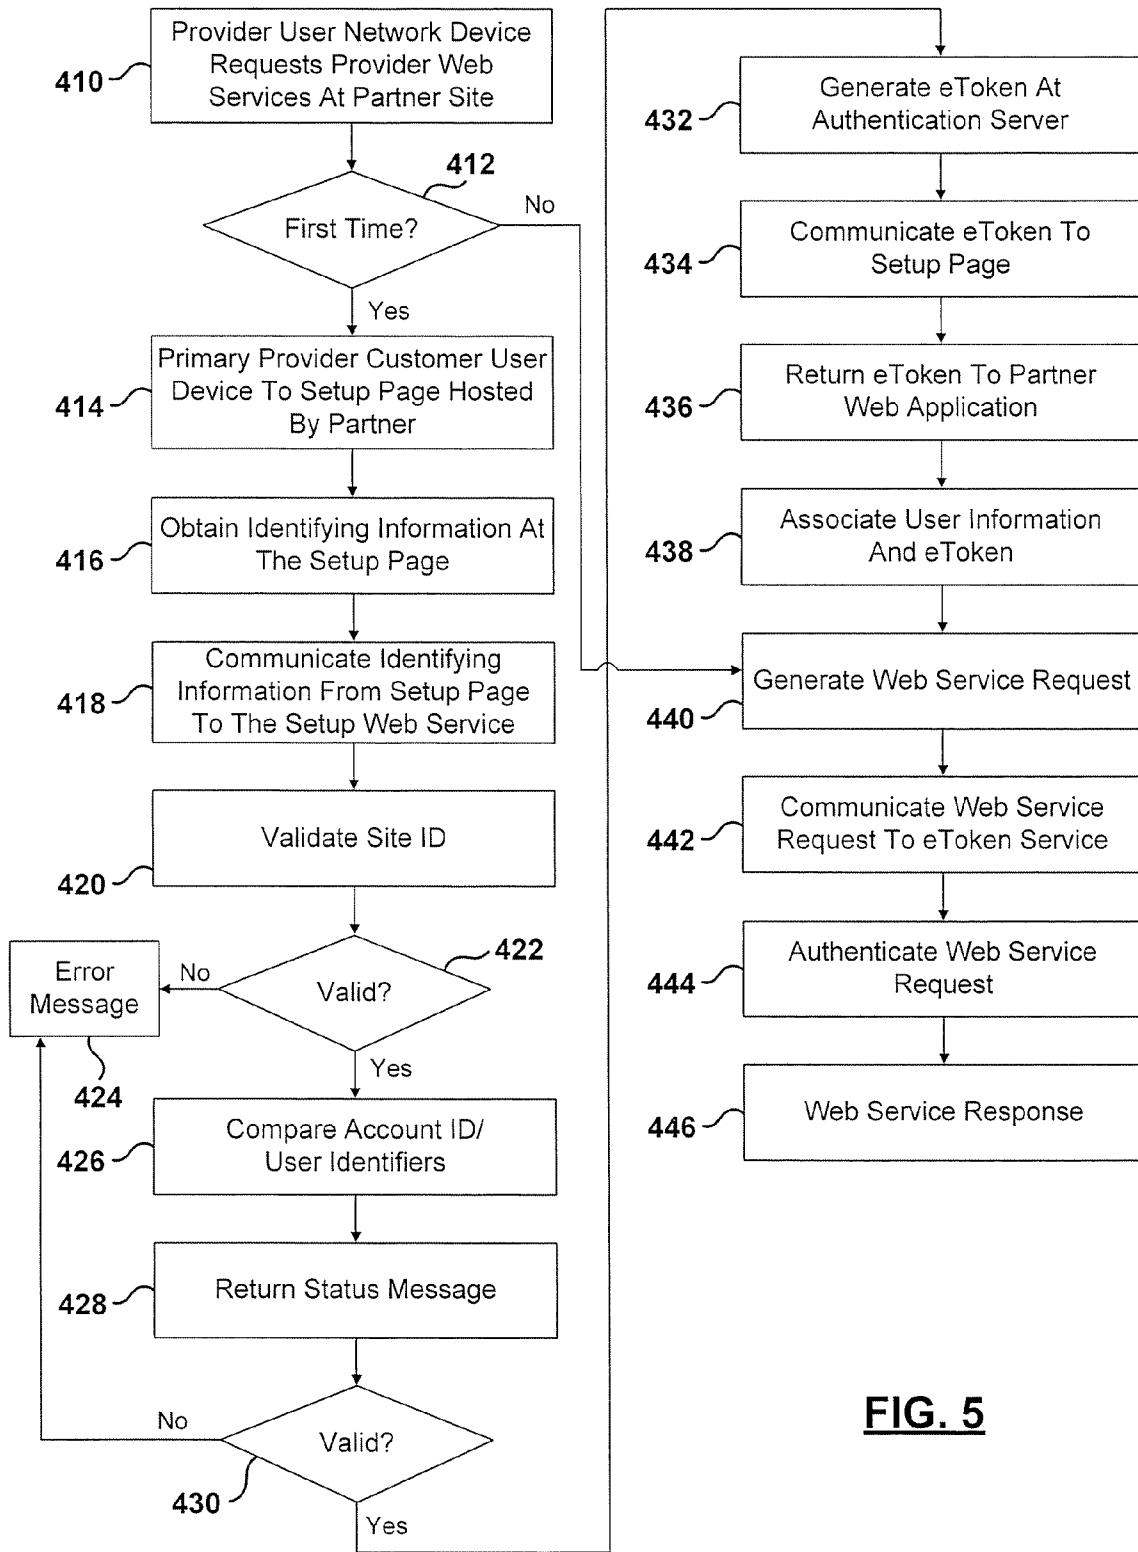 Provider User Network Device
Requests Provider Web
Services At Partner Site
410
412
First Time?
No
Yes
Primary Provider Customer User
Device To Setup Page Hosted
By Partner
414
Obtain Identifying Information At
The Setup Page
416
Communicate Identifying
Information From Setup Page
To The Setup Web Service
418
Validate Site ID
420
422
Valid?
No
Yes
Error
Message
424
Compare Account ID/
User Identifiers
426
Return Status Message
428
Valid?
No
430
Yes
Generate eToken At
Authentication Server
432
Communicate eToken To
Setup Page
434
Return eToken To Partner
Web Application
436
Associate User Information
And eToken
438
Generate Web Service Request
440
Communicate Web Service
Request To eToken Service
442
Authenticate Web Service
Request
444
Web Service Response
446
FIG. 5